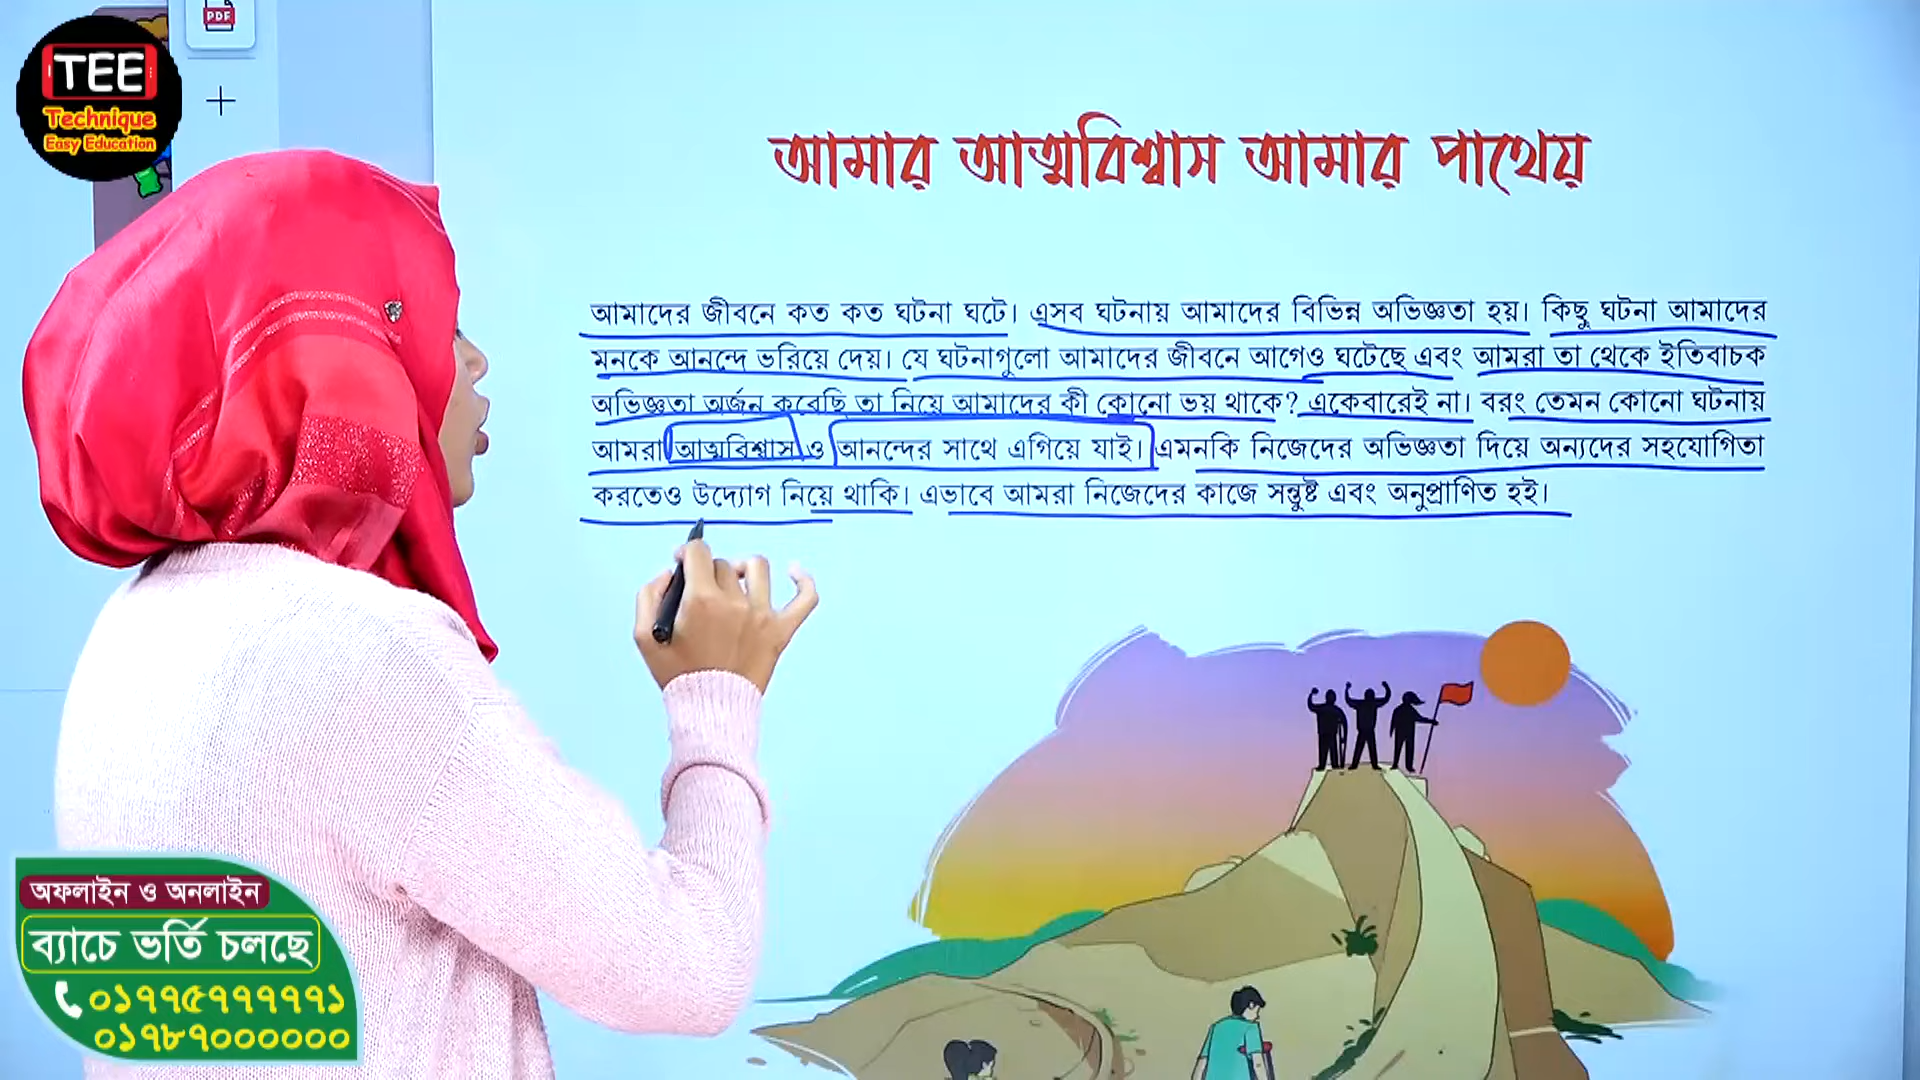 PDF
TEE
Technique
Easy Education
আমার আত্মবিশ্বাস আমার পাথেয়
আমাদের জীবনে কত কত ঘটনা ঘটে। এসব ঘটনায় আমাদের বিভিন্ন অভিজ্ঞতা হয়। কিছু ঘটনা আমাদের
মনকে আনন্দে ভরিয়ে দেয়। যে ঘটনাগুলো আমাদের জীবনে আগেও ঘটেছে এবং আমরা তা থেকে ইতিবাচক
অভিজ্ঞতা অর্জন করেছি তা নিয়ে আমাদের কী কোনো ভয় থাকে? একেবারেই না। বরং তেমন কোনো ঘটনায়
আমরা আত্মবিশ্বাস ও আনন্দের সাথে এগিয়ে যাই। এমনকি নিজেদের অভিজ্ঞতা দিয়ে অন্যদের সহযোগিতা
করতেও উদ্যোগ নিয়ে থাকি। এভাবে আমরা নিজেদের কাজে সন্তুষ্ট এবং অনুপ্রাণিত হই।
অফলাইন ও অনলাইন
ব্যাচে ভর্তি চলছে
০১৭৭৫৭৭৭৭৭১
০১৭৮৭০০০০০০